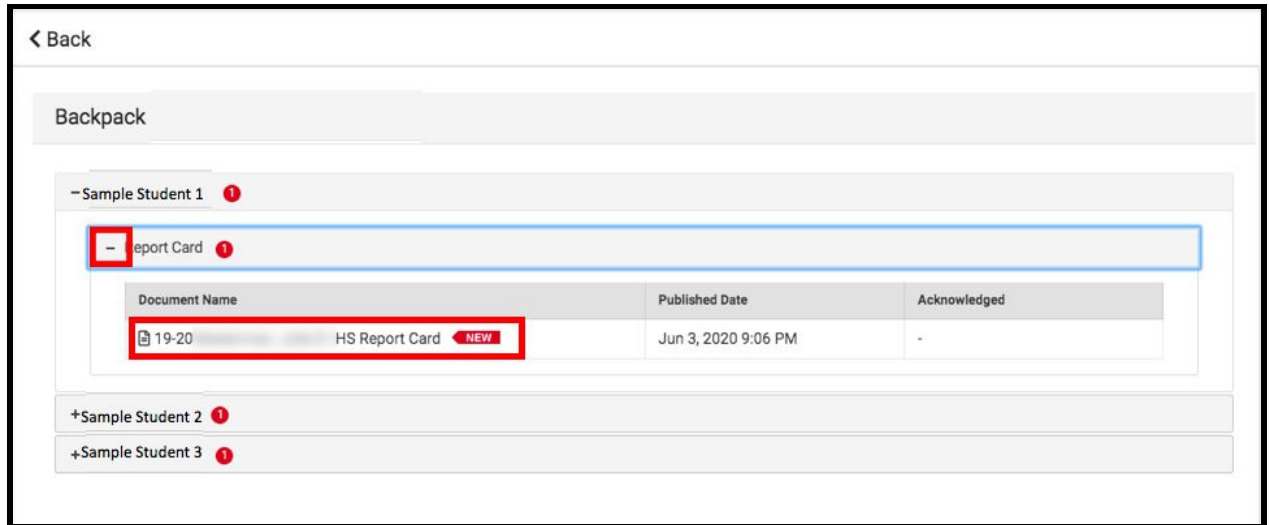 Back
Backpack
−Sample Student 1 1
− eport Card 1
Document Name Published Date Acknowledged
19-20 HS Report Card NEW Jun 3, 2020 9:06 PM -
+Sample Student 2 1
+Sample Student 3 1